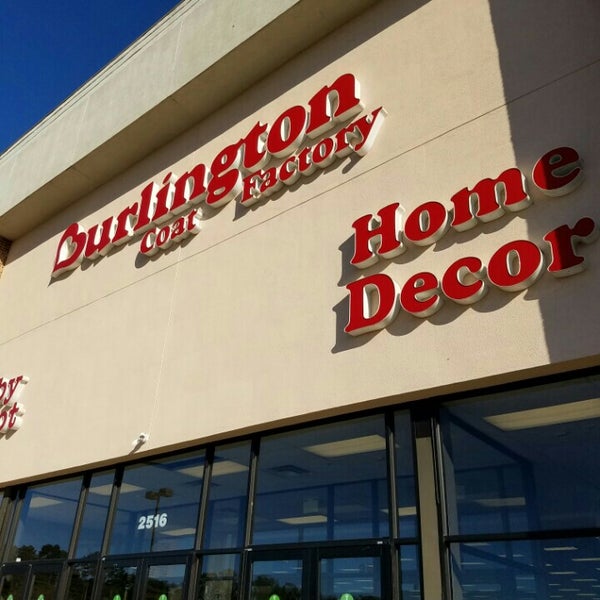 Burlington
Coat Factory
Home
Decor
2516